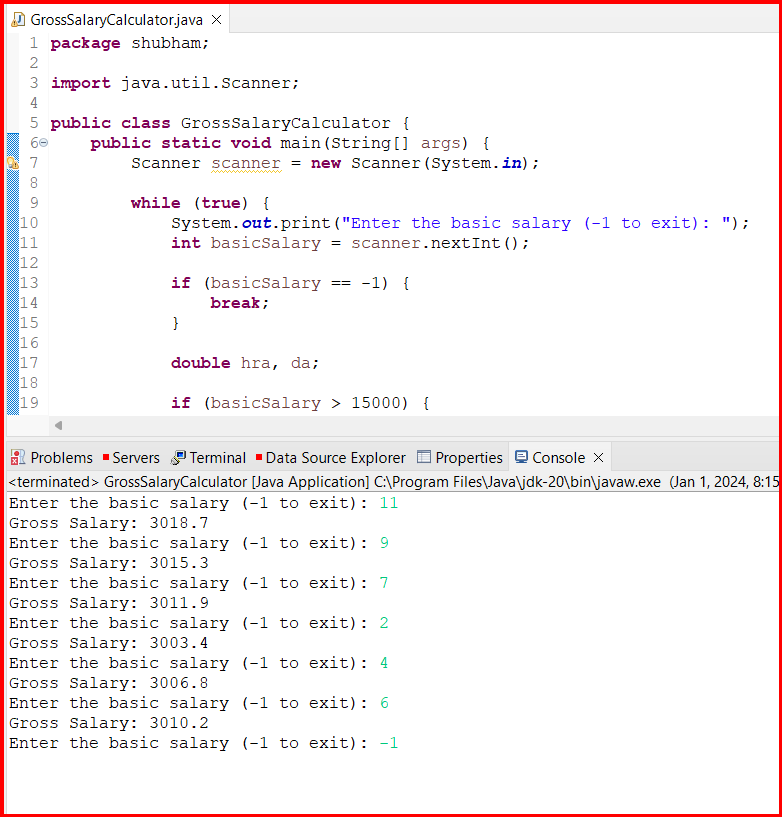 GrossSalaryCalculator.java
1 package shubham;
2
3 import java.util.Scanner;
4
5 public class GrossSalaryCalculator {
6 public static void main(String[] args) {
7 Scanner scanner = new Scanner(System.in);
8
9 while (true) {
10 System.out.print("Enter the basic salary (-1 to exit): ");
11 int basicSalary = scanner.nextInt();
12
13 if (basicSalary == -1) {
14 break;
15 }
16
17 double hra, da;
18
19 if (basicSalary > 15000) {
Problems Servers Terminal Data Source Explorer Properties Console
<terminated> GrossSalaryCalculator [Java Application] C:\Program Files\Java\jdk-20\bin\javaw.exe (Jan 1, 2024, 8:15
Enter the basic salary (-1 to exit): 11
Gross Salary: 3018.7
Enter the basic salary (-1 to exit): 9
Gross Salary: 3015.3
Enter the basic salary (-1 to exit): 7
Gross Salary: 3011.9
Enter the basic salary (-1 to exit): 2
Gross Salary: 3003.4
Enter the basic salary (-1 to exit): 4
Gross Salary: 3006.8
Enter the basic salary (-1 to exit): 6
Gross Salary: 3010.2
Enter the basic salary (-1 to exit): -1